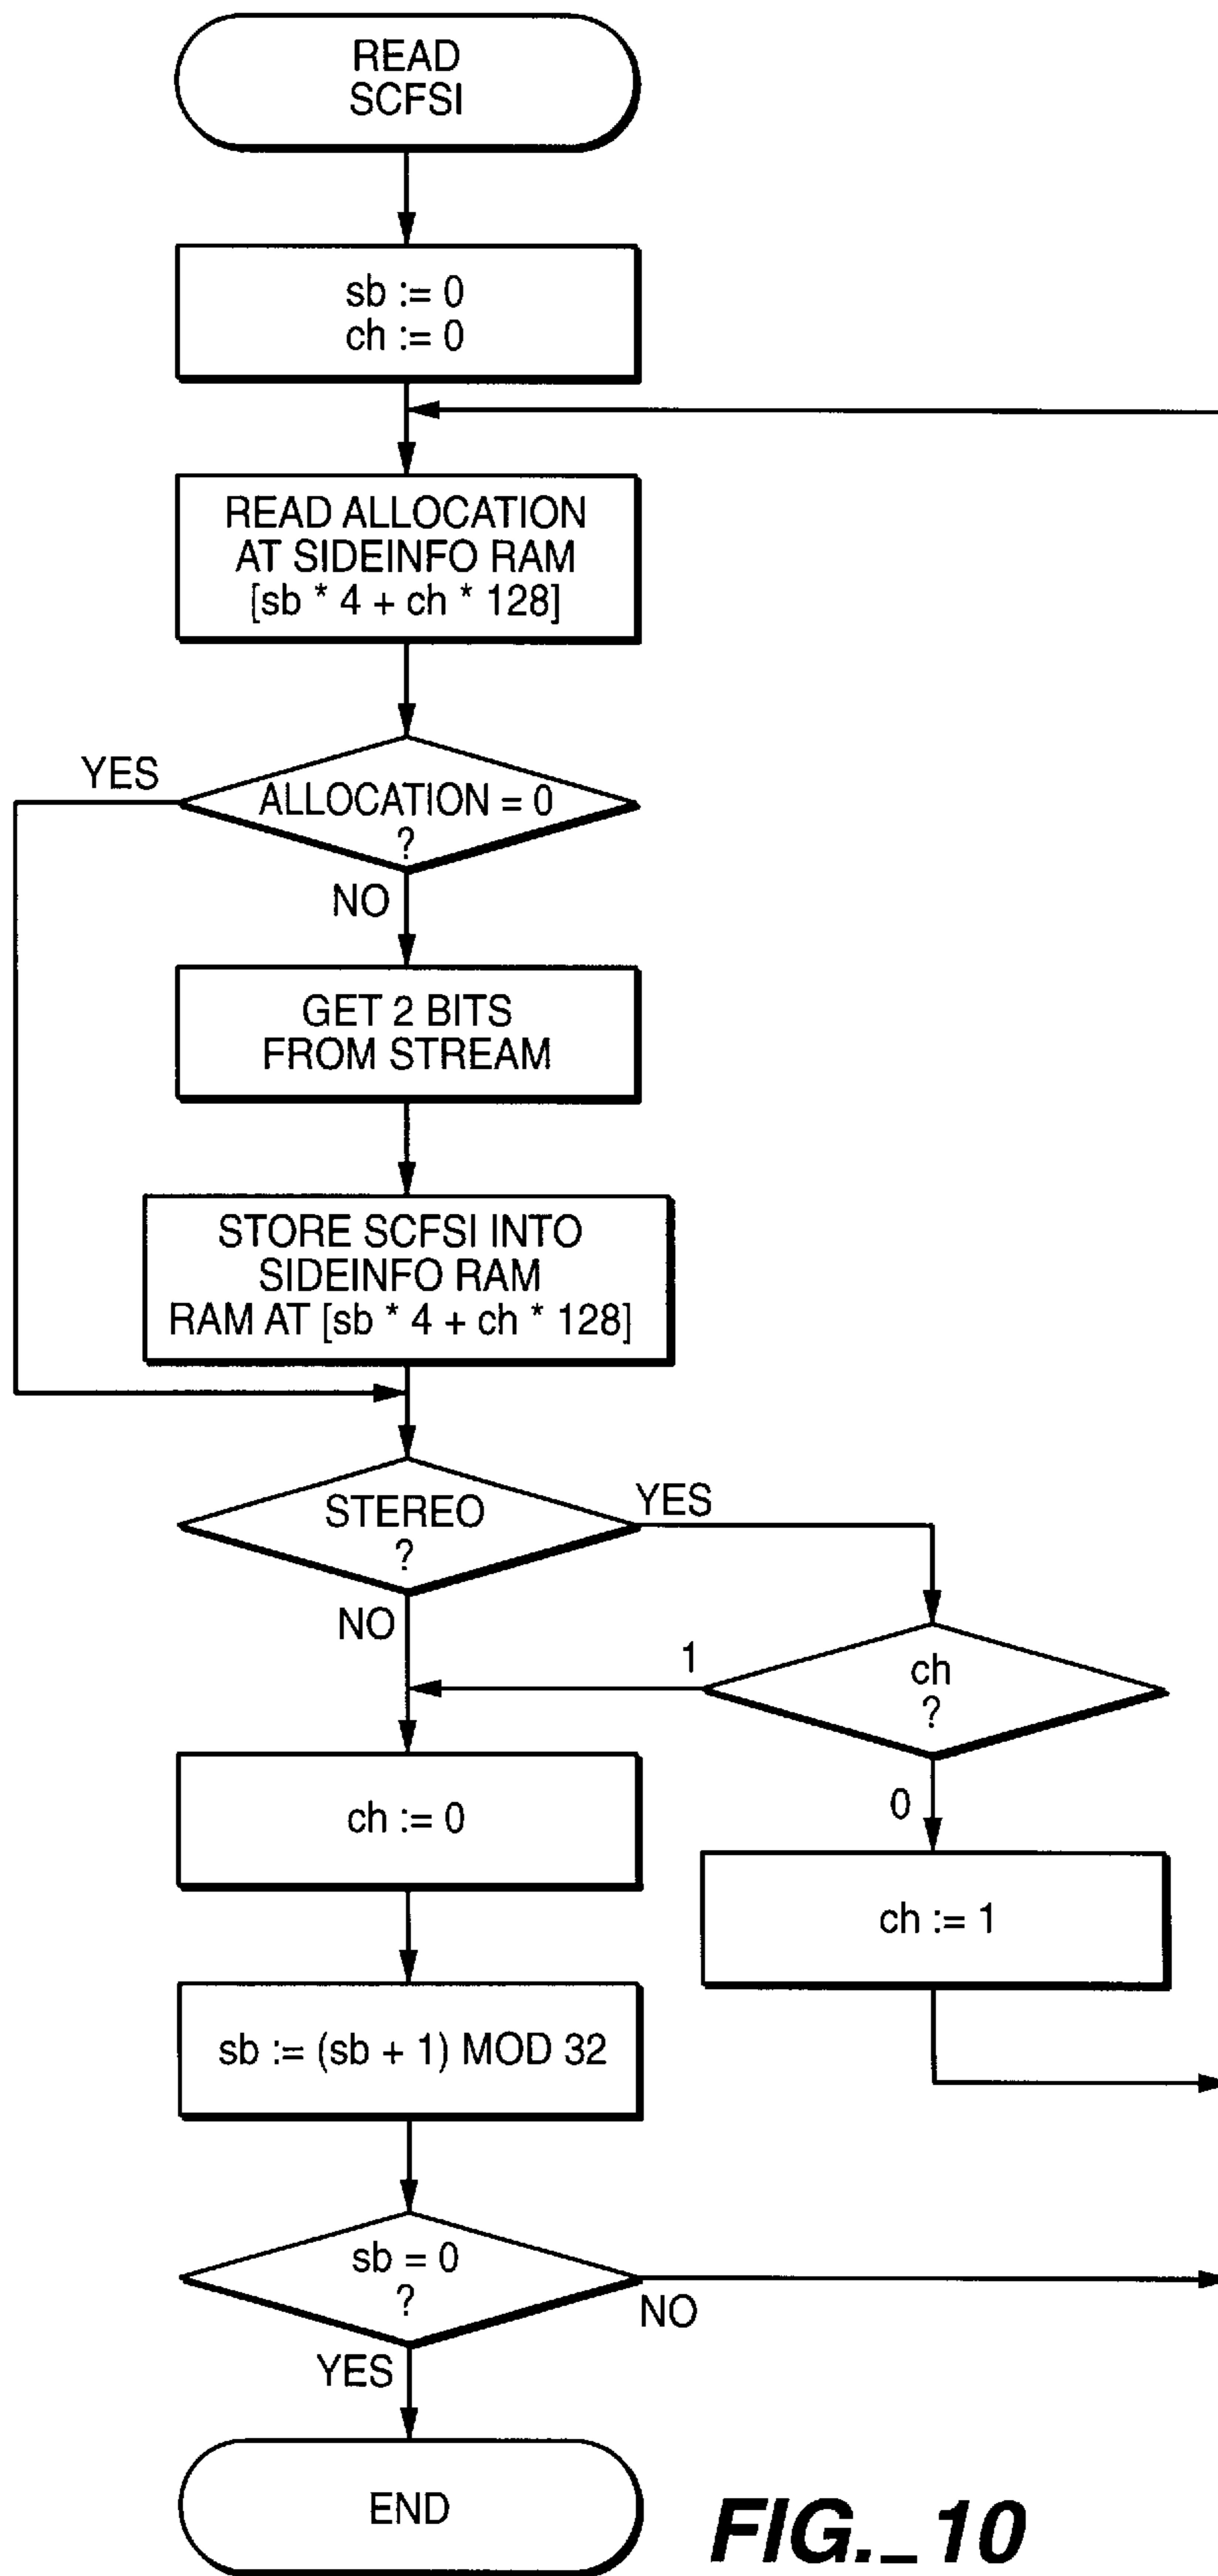 READ
SCFSI
sb := 0
ch := 0
READ ALLOCATION
AT SIDEINFO RAM
[sb * 4 + ch * 128]
YES
ALLOCATION = 0
?
NO
GET 2 BITS
FROM STREAM
STORE SCFSI INTO
SIDEINFO RAM
RAM AT [sb * 4 + ch * 128]
STEREO
?
YES
NO
1
ch
?
0
ch := 0
ch := 1
sb := (sb + 1) MOD 32
sb = 0
?
NO
YES
END
FIG._10